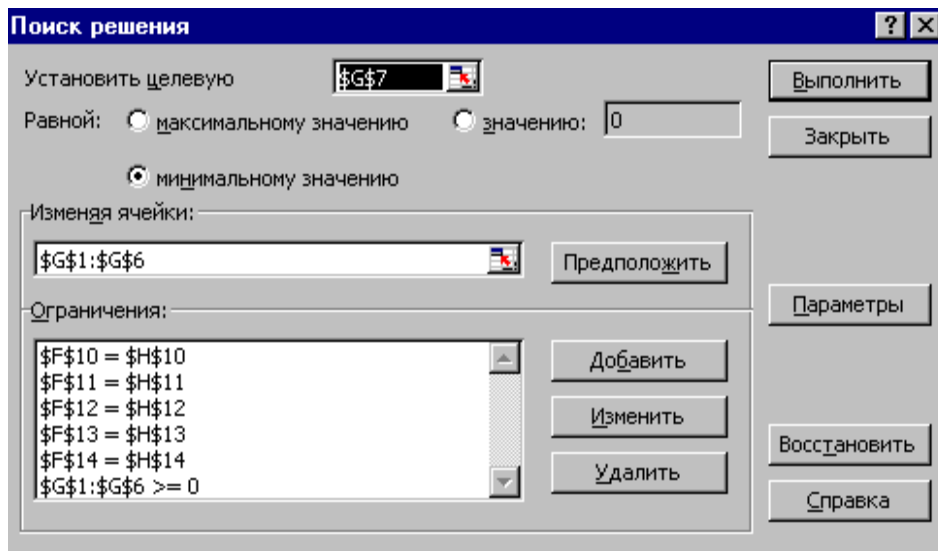 Поиск решения
Установить целевую $G$7 Выполнить
Равной: максимальному значению значению: 0 Закрыть
минимальному значению
Изменяя ячейки:
$G$1:$G$6 Предположить
Ограничения: Параметры
$F$10 = $H$10 Добавить
$F$11 = $H$11
$F$12 = $H$12 Изменить
$F$13 = $H$13
$F$14 = $H$14 Восстановить
$G$1:$G$6 >= 0 Удалить
Справка